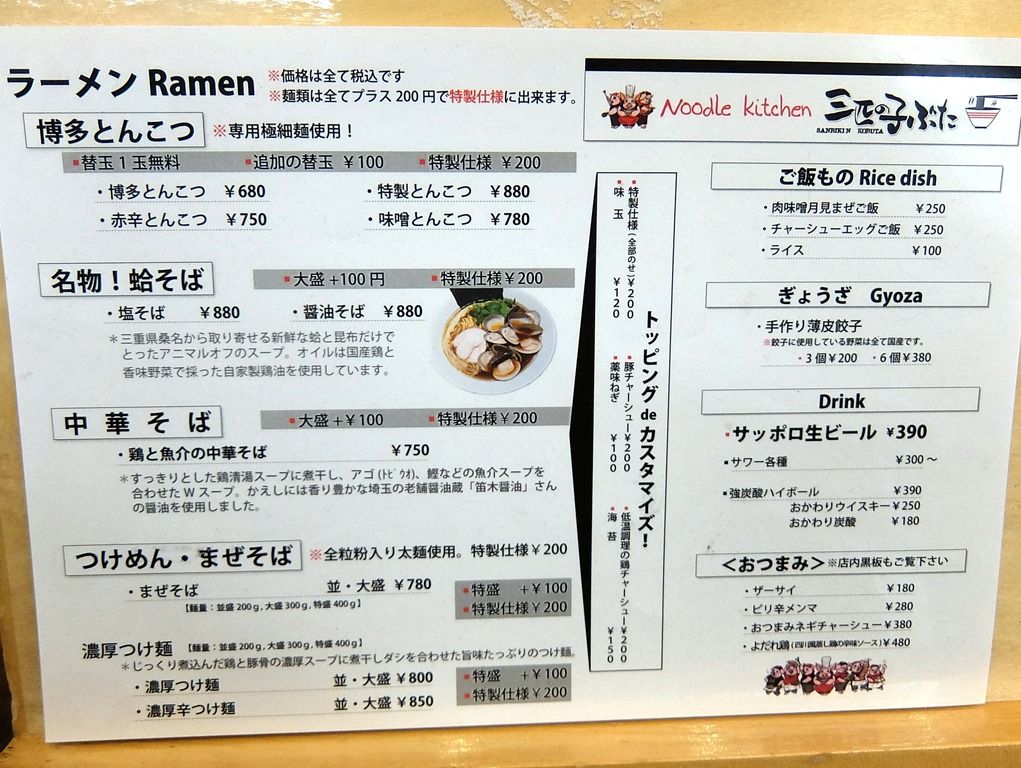 ラーメン Ramen
※価格は全て税込です
※麺類は全てプラス200円で特製仕様に出来ます。
博多とんこつ ※専用極細麺使用！
替玉1玉無料 追加の替玉 ¥100 特製仕様 ¥200
・博多とんこつ ¥680 ・特製とんこつ ¥880
・赤辛とんこつ ¥750 ・味噌とんこつ ¥780
名物！蛤そば 大盛+100円 特製仕様¥200
・塩そば ¥880 ・醤油そば ¥880
＊三重県桑名から取り寄せる新鮮な蛤と昆布だけで
とったアニマルオフのスープ。オイルは国産鶏と
香味野菜で採った自家製鶏油を使用しています。
中華そば 大盛+¥100 特製仕様¥200
・鶏と魚介の中華そば ¥750
＊すっきりとした鶏清湯スープに煮干し、アゴ(ﾄﾋﾞｳｵ)、鰹などの魚介スープを
合わせたWスープ。かえしには香り豊かな埼玉の老舗醤油蔵「笛木醤油」さん
の醤油を使用しました。
つけめん・まぜそば ※全粒粉入り太麺使用。特製仕様¥200
・まぜそば 並・大盛 ¥780
【麺量：並盛200g,大盛300g,特盛400g】
特盛 +¥100
特製仕様¥200
濃厚つけ麺 【麺量：並盛200g,大盛300g,特盛400g】
＊じっくり煮込んだ鶏と豚骨の濃厚スープに煮干しダシを合わせた旨味たっぷりのつけ麺。
・濃厚つけ麺 並・大盛 ¥800
・濃厚辛つけ麺 並・大盛 ¥850
特盛 +¥100
特製仕様¥200
トッピング de カスタマイズ！
特製仕様(全部のせ)¥200
味玉 ¥120
豚チャーシュー¥200
薬味ねぎ ¥100
低温調理の鶏チャーシュー¥200
海苔 ¥150
Noodle kitchen 三匹の子ぶた
SANBIKI N KOBUTA
ご飯もの Rice dish
・肉味噌月見まぜご飯 ¥250
・チャーシューエッグご飯 ¥250
・ライス ¥100
ぎょうざ Gyoza
・手作り薄皮餃子
※餃子に使用している野菜は全て国産です。
・3個¥200 ・6個¥380
Drink
サッポロ生ビール ¥390
サワー各種 ¥300～
強炭酸ハイボール ¥390
おかわりウイスキー¥250
おかわり炭酸 ¥180
＜おつまみ＞※店内黒板もご覧下さい
・ザーサイ ¥180
・ピリ辛メンマ ¥280
・おつまみネギチャーシュー¥380
・よだれ鶏(四川風蒸し鶏の辛味ソース)¥480